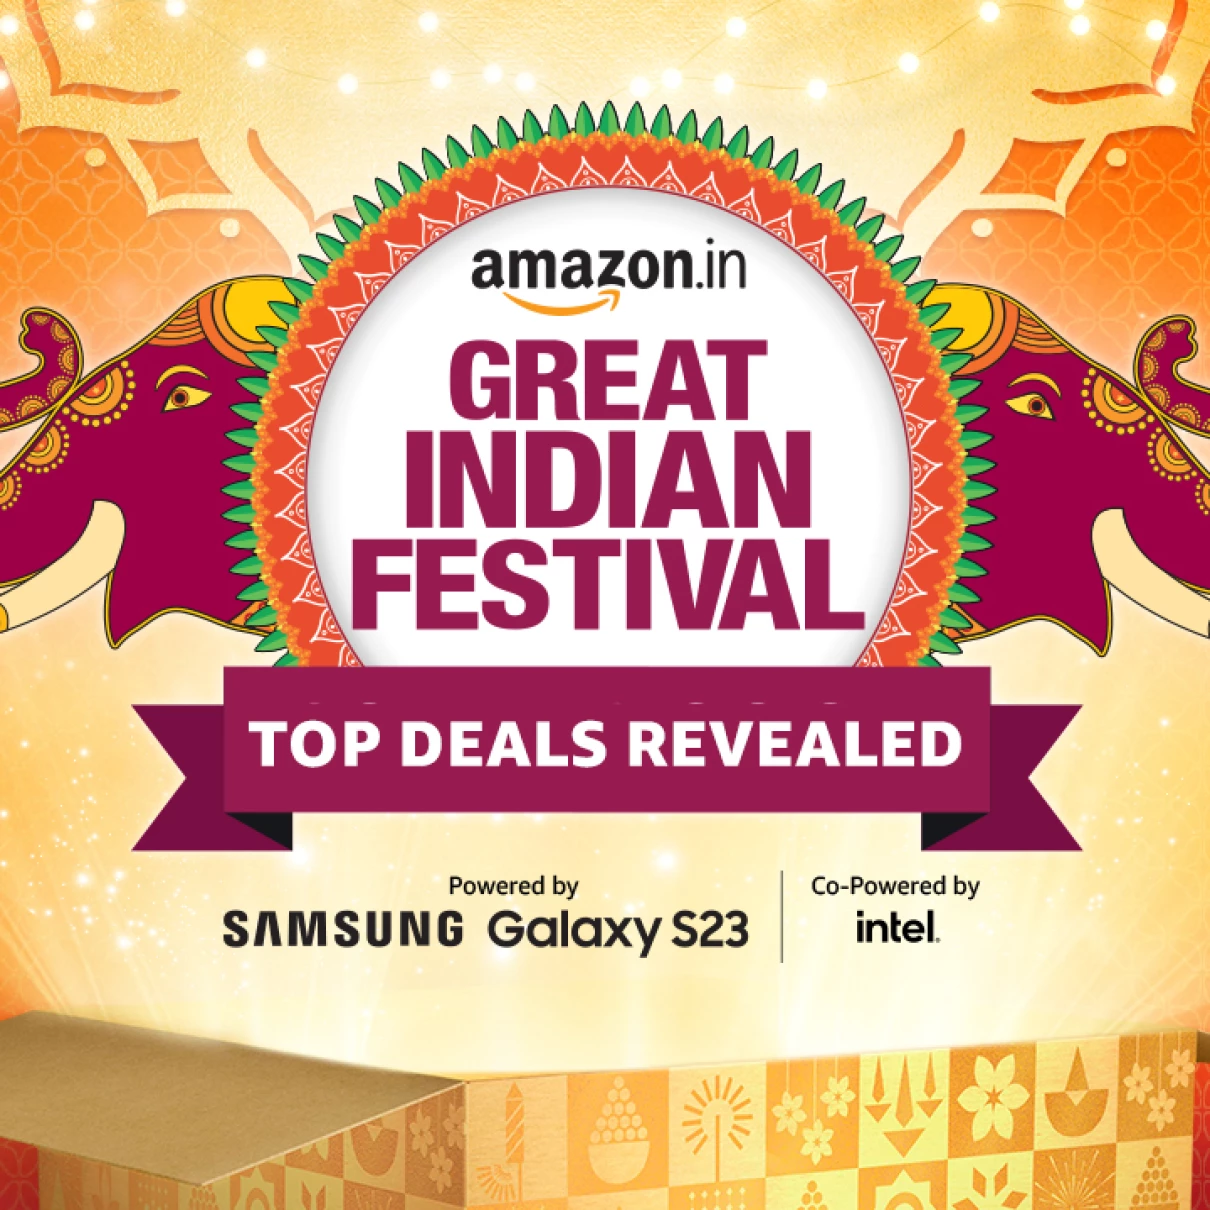 amazon.in
GREAT
INDIAN
FESTIVAL
TOP DEALS REVEALED
Powered by
SAMSUNG Galaxy S23
Co-Powered by
intel.